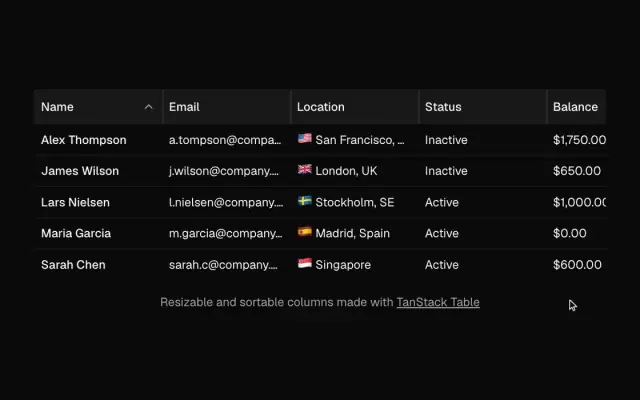 Name Email Location Status Balance
Alex Thompson a.tompson@compa... San Francisco, ... Inactive $1,750.00
James Wilson j.wilson@company.... London, UK Inactive $650.00
Lars Nielsen l.nielsen@company.... Stockholm, SE Active $1,000.00
Maria Garcia m.garcia@company.... Madrid, Spain Active $0.00
Sarah Chen sarah.c@company.... Singapore Active $600.00
Resizable and sortable columns made with TanStack Table